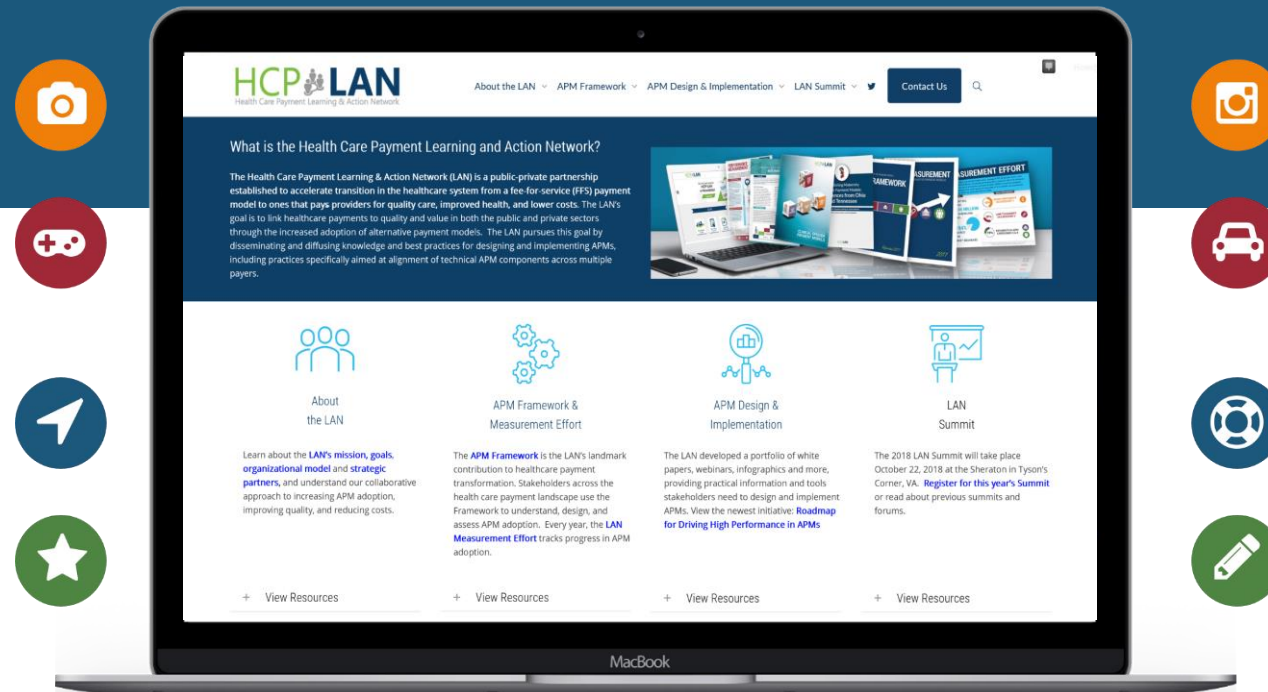 HCP LAN
Health Care Payment Learning & Action Network
About the LAN APM Framework APM Design & Implementation LAN Summit Contact Us
What is the Health Care Payment Learning and Action Network?
The Health Care Payment Learning & Action Network (LAN) is a public-private partnership
established to accelerate transition in the healthcare system from a fee-for-service (FFS) payment
model to ones that pays providers for quality care, improved health, and lower costs. The LAN's
goal is to link healthcare payments to quality and value in both the public and private sectors
through the increased adoption of alternative payment models. The LAN pursues this goal by
disseminating and diffusing knowledge and best practices for designing and implementing APMs,
including practices specifically aimed at alignment of technical APM components across multiple
payers.
FRAMEWORK
ASUREMENT
ASUREMENT EFFORT
2017
About
the LAN
Learn about the LAN's mission, goals,
organizational model and strategic
partners, and understand our collaborative
approach to increasing APM adoption,
improving quality, and reducing costs.
+ View Resources
APM Framework &
Measurement Effort
The APM Framework is the LAN's landmark
contribution to healthcare payment
transformation. Stakeholders across the
health care payment landscape use the
Framework to understand, design, and
assess APM adoption. Every year, the LAN
Measurement Effort tracks progress in APM
adoption.
+ View Resources
APM Design &
Implementation
The LAN developed a portfolio of white
papers, webinars, infographics and more,
providing practical information and tools
stakeholders need to design and implement
APMs. View the newest initiative: Roadmap
for Driving High Performance in APMs
+ View Resources
LAN
Summit
The 2018 LAN Summit will take place
October 22, 2018 at the Sheraton in Tyson's
Corner, VA. Register for this year's Summit
or read about previous summits and
forums.
+ View Resources
MacBook